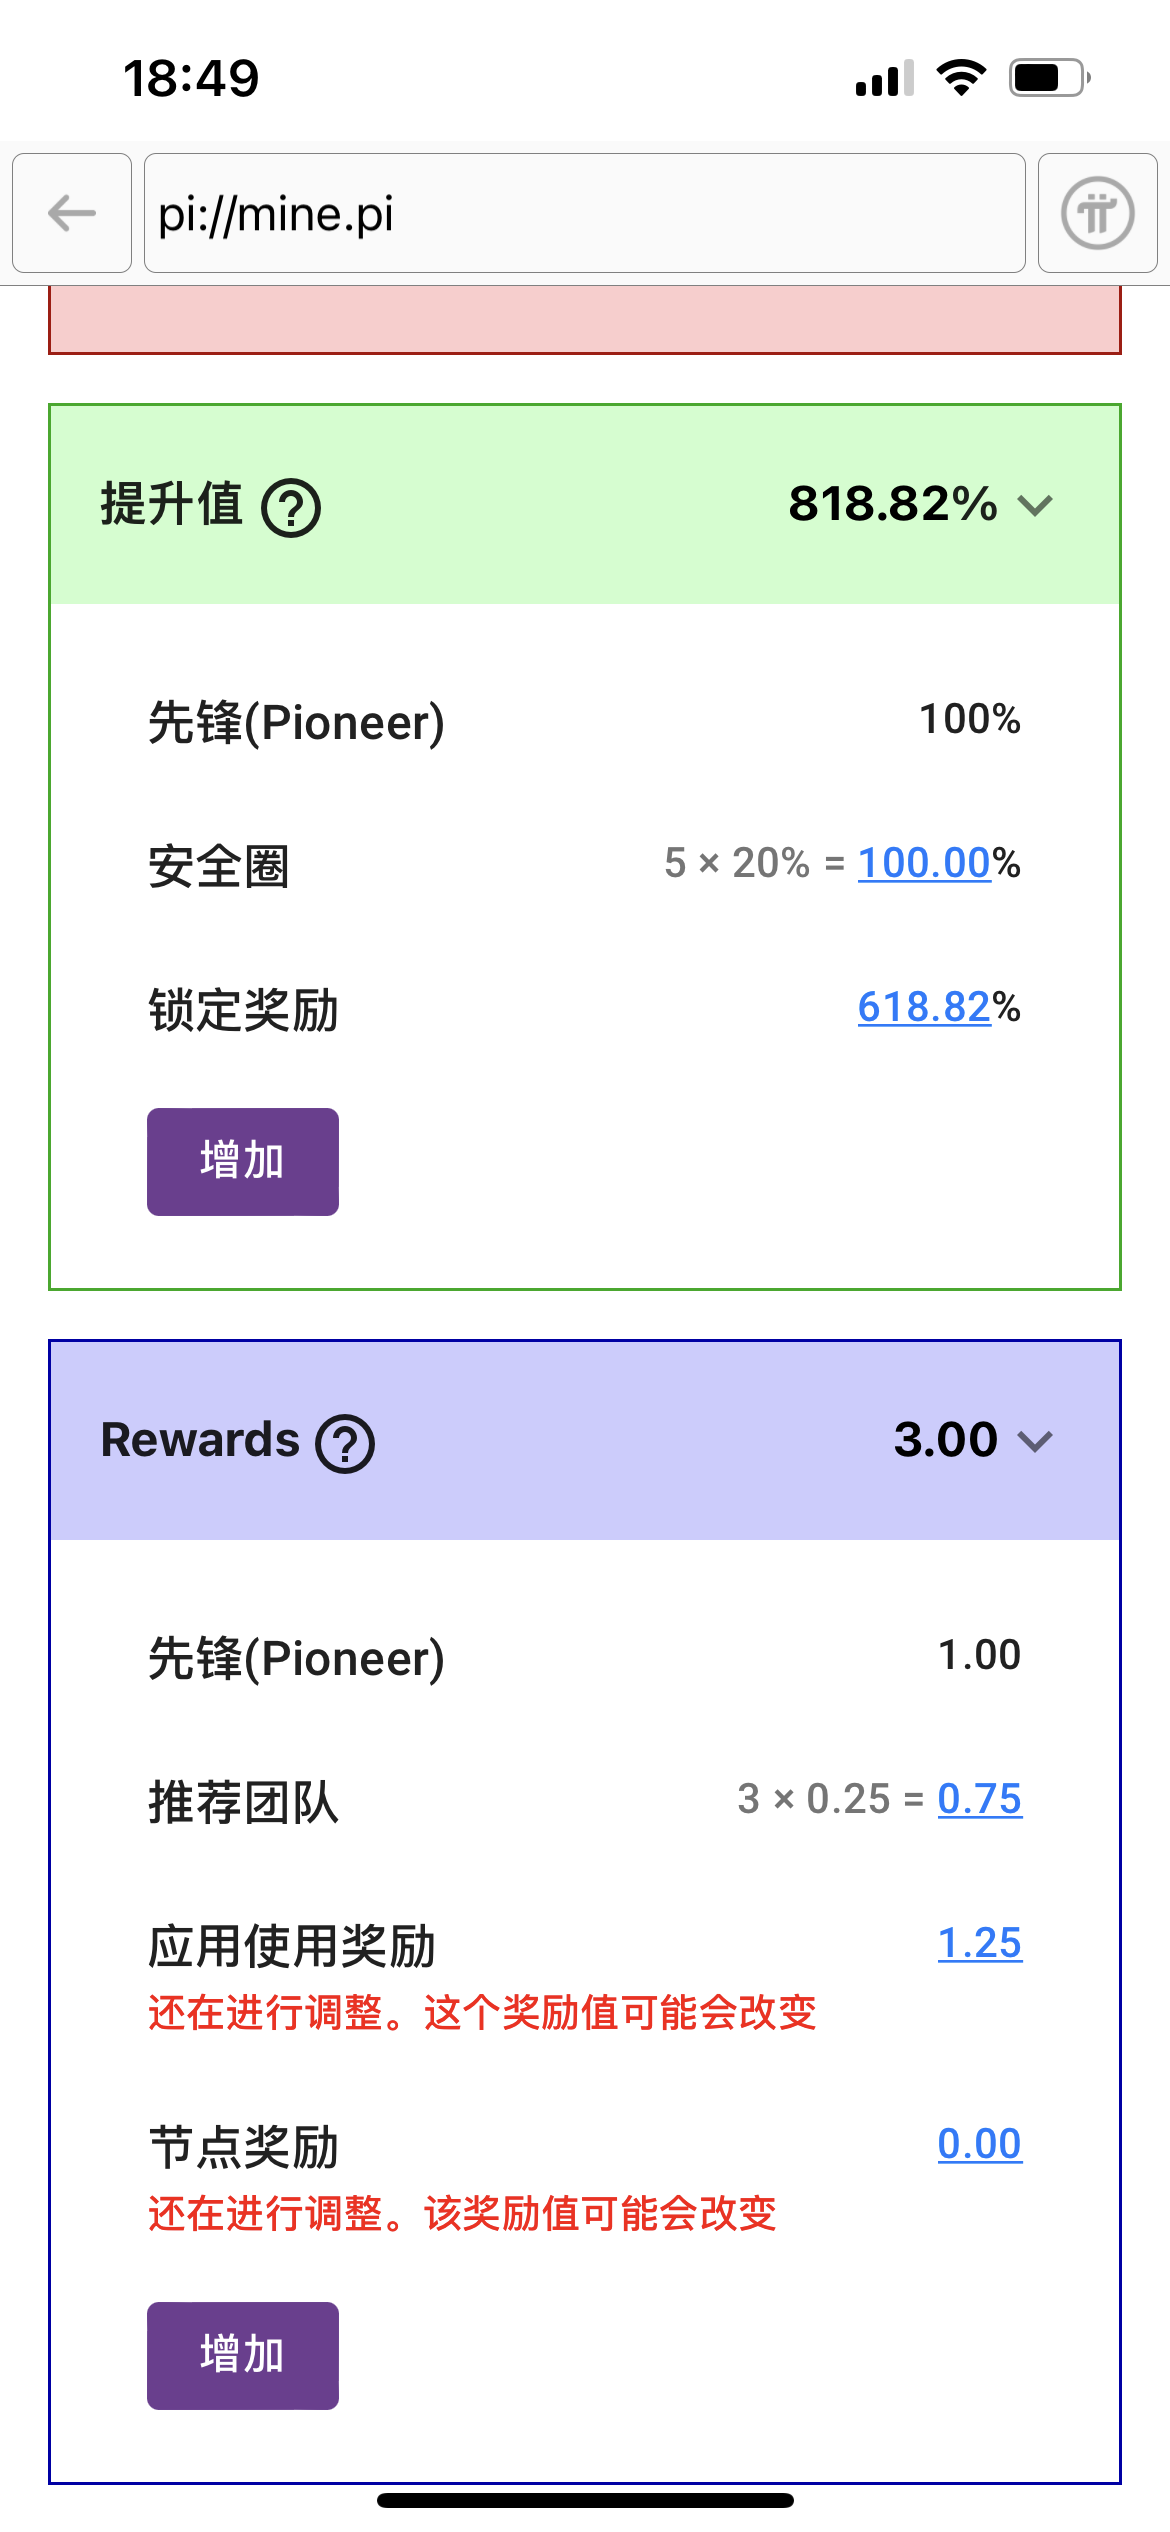 18:49
pi://mine.pi
提升值 ? 818.82%
先锋(Pioneer) 100%
安全圈 5 × 20% = 100.00%
锁定奖励 618.82%
增加
Rewards ? 3.00
先锋(Pioneer) 1.00
推荐团队 3 × 0.25 = 0.75
应用使用奖励 1.25
还在进行调整。这个奖励值可能会改变
节点奖励 0.00
还在进行调整。该奖励值可能会改变
增加